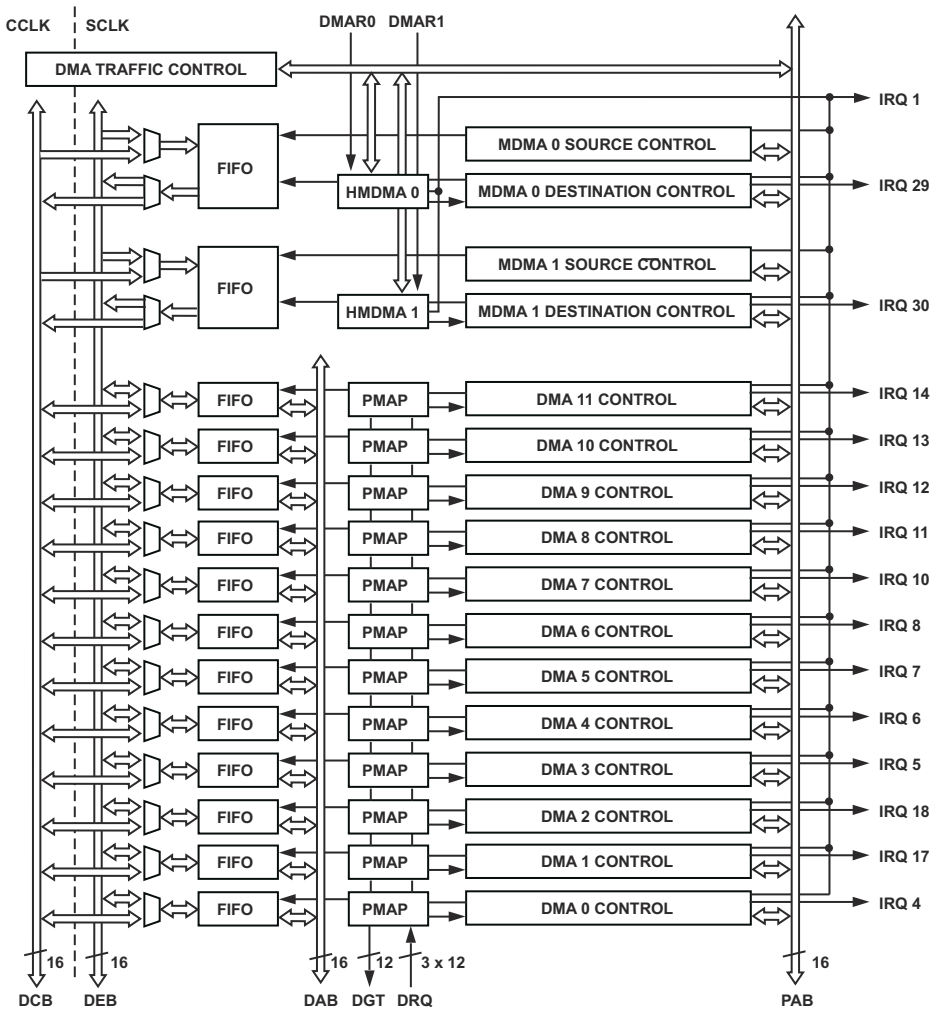 CCLK SCLK DMAR0 DMAR1
DMA TRAFFIC CONTROL
IRQ 1
FIFO
MDMA 0 SOURCE CONTROL
HMDMA 0 MDMA 0 DESTINATION CONTROL IRQ 29
FIFO
MDMA 1 SOURCE CONTROL
HMDMA 1 MDMA 1 DESTINATION CONTROL IRQ 30
FIFO PMAP DMA 11 CONTROL IRQ 14
FIFO PMAP DMA 10 CONTROL IRQ 13
FIFO PMAP DMA 9 CONTROL IRQ 12
FIFO PMAP DMA 8 CONTROL IRQ 11
FIFO PMAP DMA 7 CONTROL IRQ 10
FIFO PMAP DMA 6 CONTROL IRQ 8
FIFO PMAP DMA 5 CONTROL IRQ 7
FIFO PMAP DMA 4 CONTROL IRQ 6
FIFO PMAP DMA 3 CONTROL IRQ 5
FIFO PMAP DMA 2 CONTROL IRQ 18
FIFO PMAP DMA 1 CONTROL IRQ 17
FIFO PMAP DMA 0 CONTROL IRQ 4
16 16 16 12 3 x 12 16
DCB DEB DAB DGT DRQ PAB